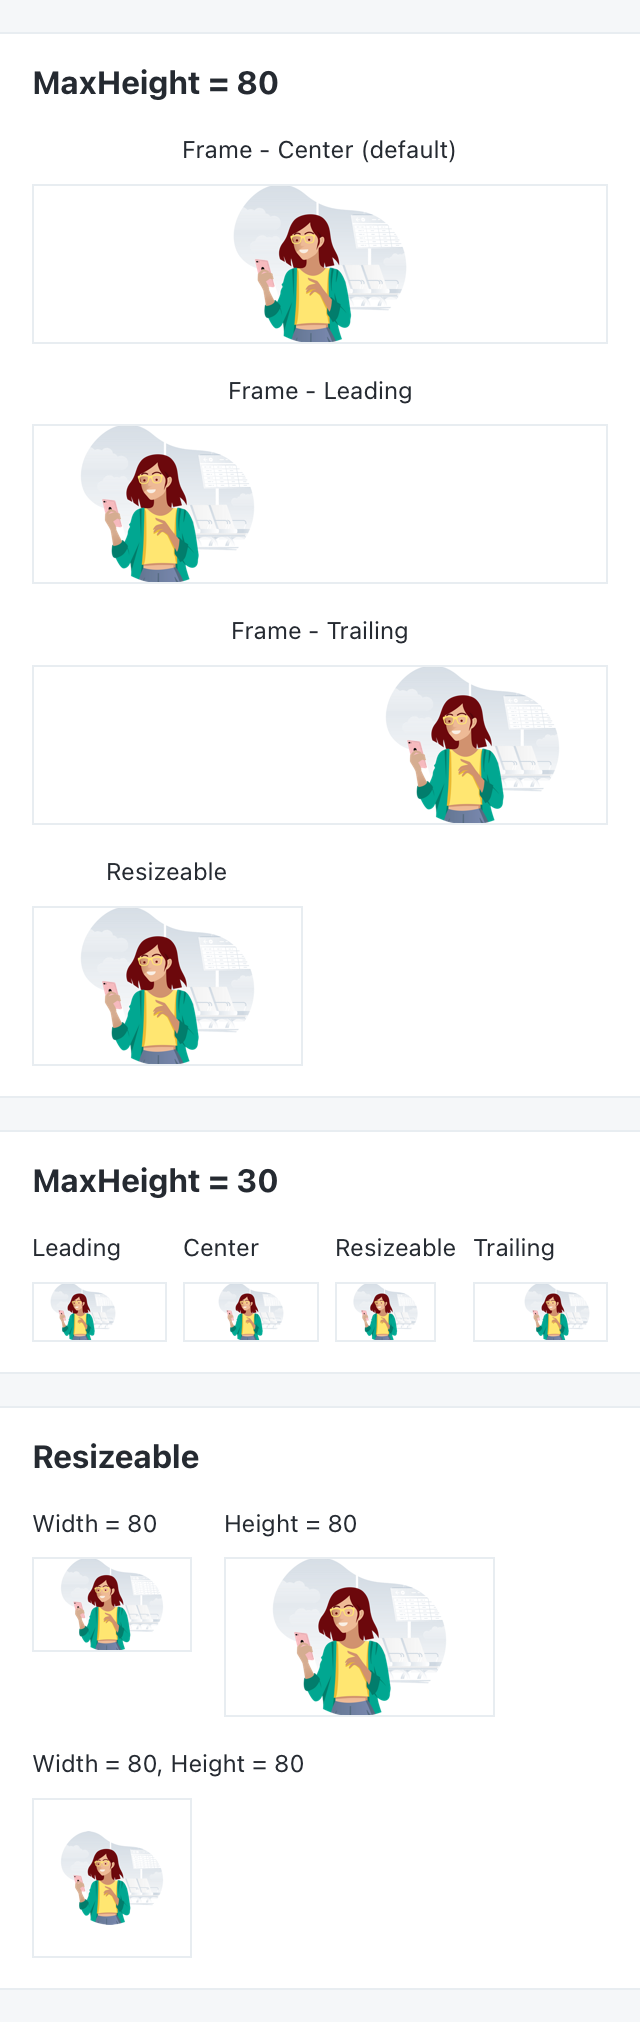 MaxHeight = 80
Frame - Center (default)
Frame - Leading
Frame - Trailing
Resizeable
MaxHeight = 30
Leading Center Resizeable Trailing
Resizeable
Width = 80 Height = 80
Width = 80, Height = 80